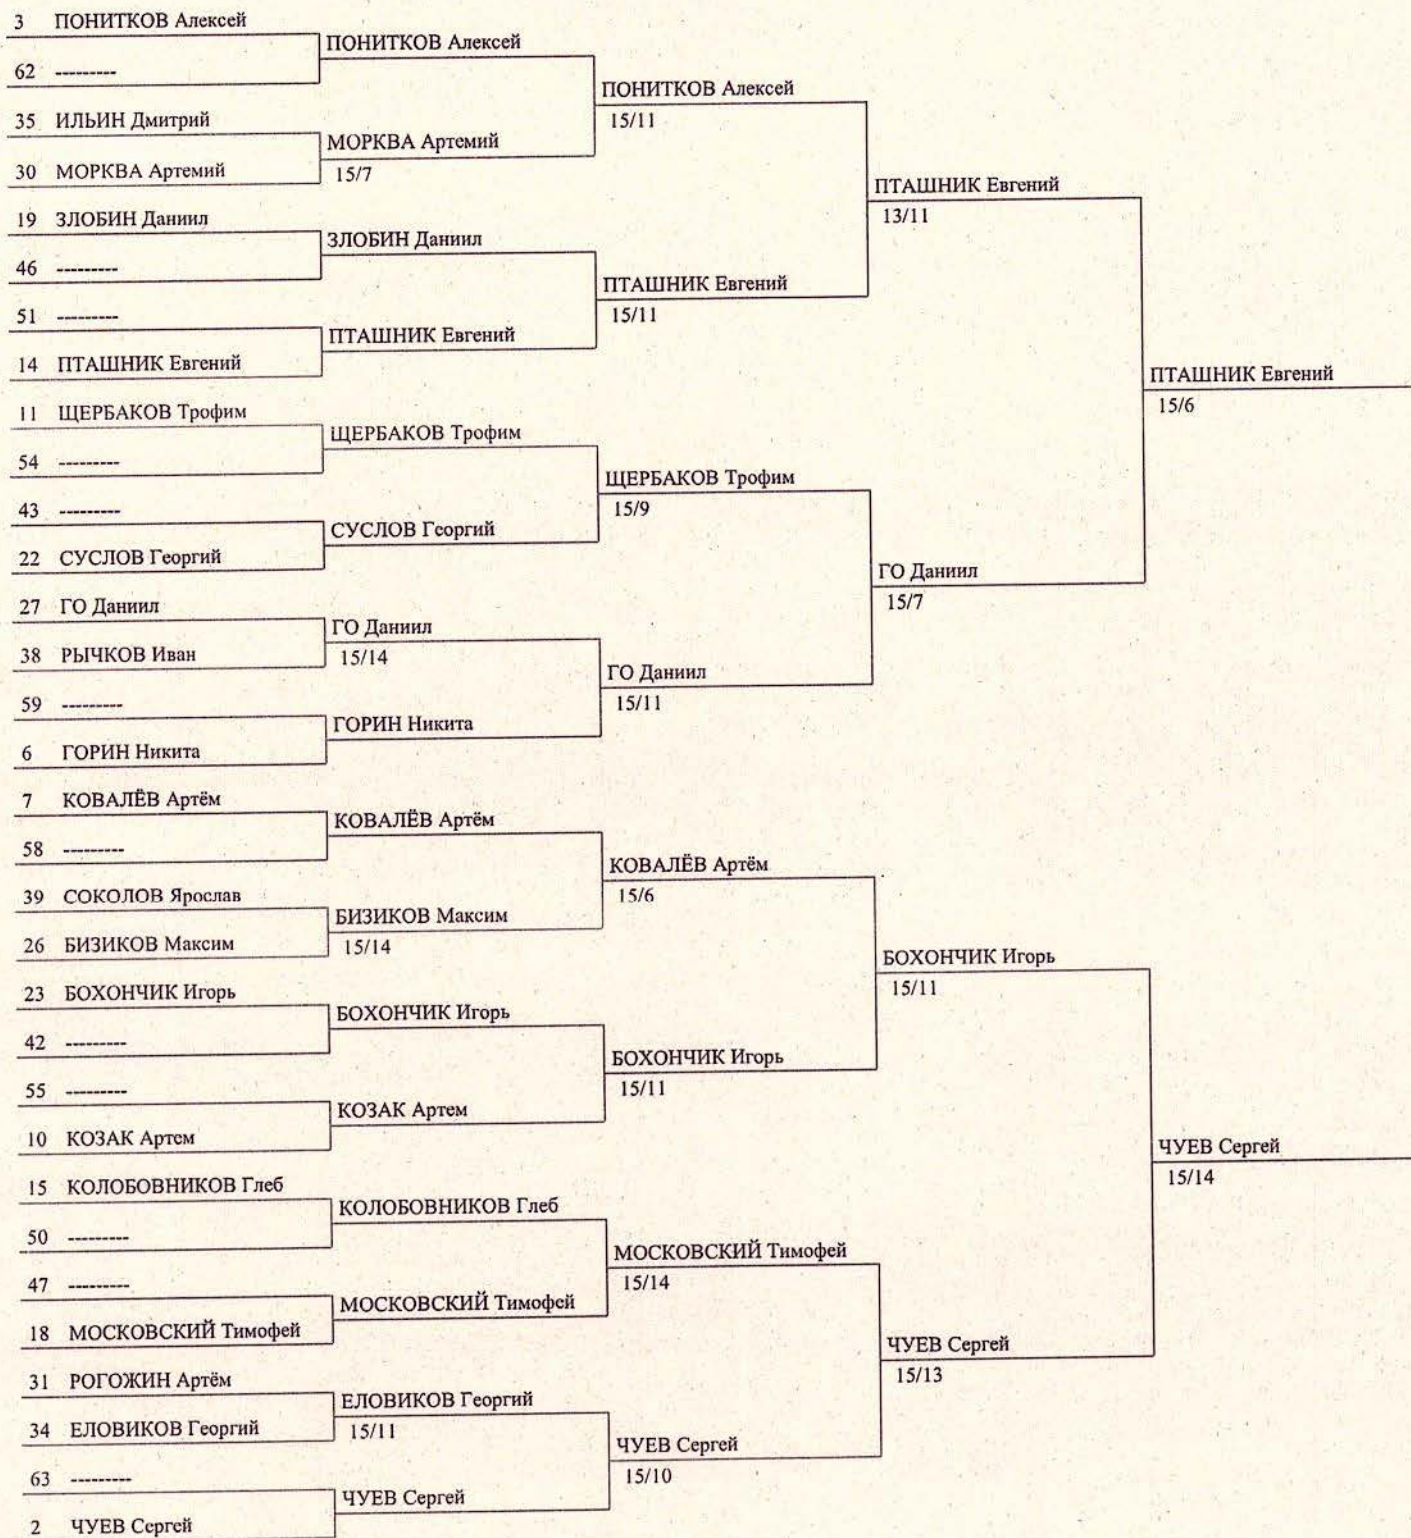 3 ПОНИТКОВ Алексей
ПОНИТКОВ Алексей
62 ---------
ПОНИТКОВ Алексей
15/11
35 ИЛЬИН Дмитрий
МОРКВА Артемий
30 МОРКВА Артемий
15/7
ПТАШНИК Евгений
13/11
19 ЗЛОБИН Даниил
ЗЛОБИН Даниил
46 ---------
ПТАШНИК Евгений
15/11
51 ---------
ПТАШНИК Евгений
14 ПТАШНИК Евгений
ПТАШНИК Евгений
15/6
11 ЩЕРБАКОВ Трофим
ЩЕРБАКОВ Трофим
54 ---------
ЩЕРБАКОВ Трофим
15/9
43 ---------
СУСЛОВ Георгий
22 СУСЛОВ Георгий
ГО Даниил
15/7
27 ГО Даниил
ГО Даниил
38 РЫЧКОВ Иван
15/14
ГО Даниил
15/11
59 ---------
ГОРИН Никита
6 ГОРИН Никита
7 КОВАЛЁВ Артём
КОВАЛЁВ Артём
58 ---------
КОВАЛЁВ Артём
15/6
39 СОКОЛОВ Ярослав
БИЗИКОВ Максим
26 БИЗИКОВ Максим
15/14
БОХОНЧИК Игорь
15/11
23 БОХОНЧИК Игорь
БОХОНЧИК Игорь
42 ---------
БОХОНЧИК Игорь
15/11
55 ---------
КОЗАК Артем
10 КОЗАК Артем
ЧУЕВ Сергей
15/14
15 КОЛОБОВНИКОВ Глеб
КОЛОБОВНИКОВ Глеб
50 ---------
МОСКОВСКИЙ Тимофей
15/14
47 ---------
МОСКОВСКИЙ Тимофей
18 МОСКОВСКИЙ Тимофей
ЧУЕВ Сергей
15/13
31 РОГОЖИН Артём
ЕЛОВИКОВ Георгий
34 ЕЛОВИКОВ Георгий
15/11
ЧУЕВ Сергей
15/10
63 ---------
ЧУЕВ Сергей
2 ЧУЕВ Сергей